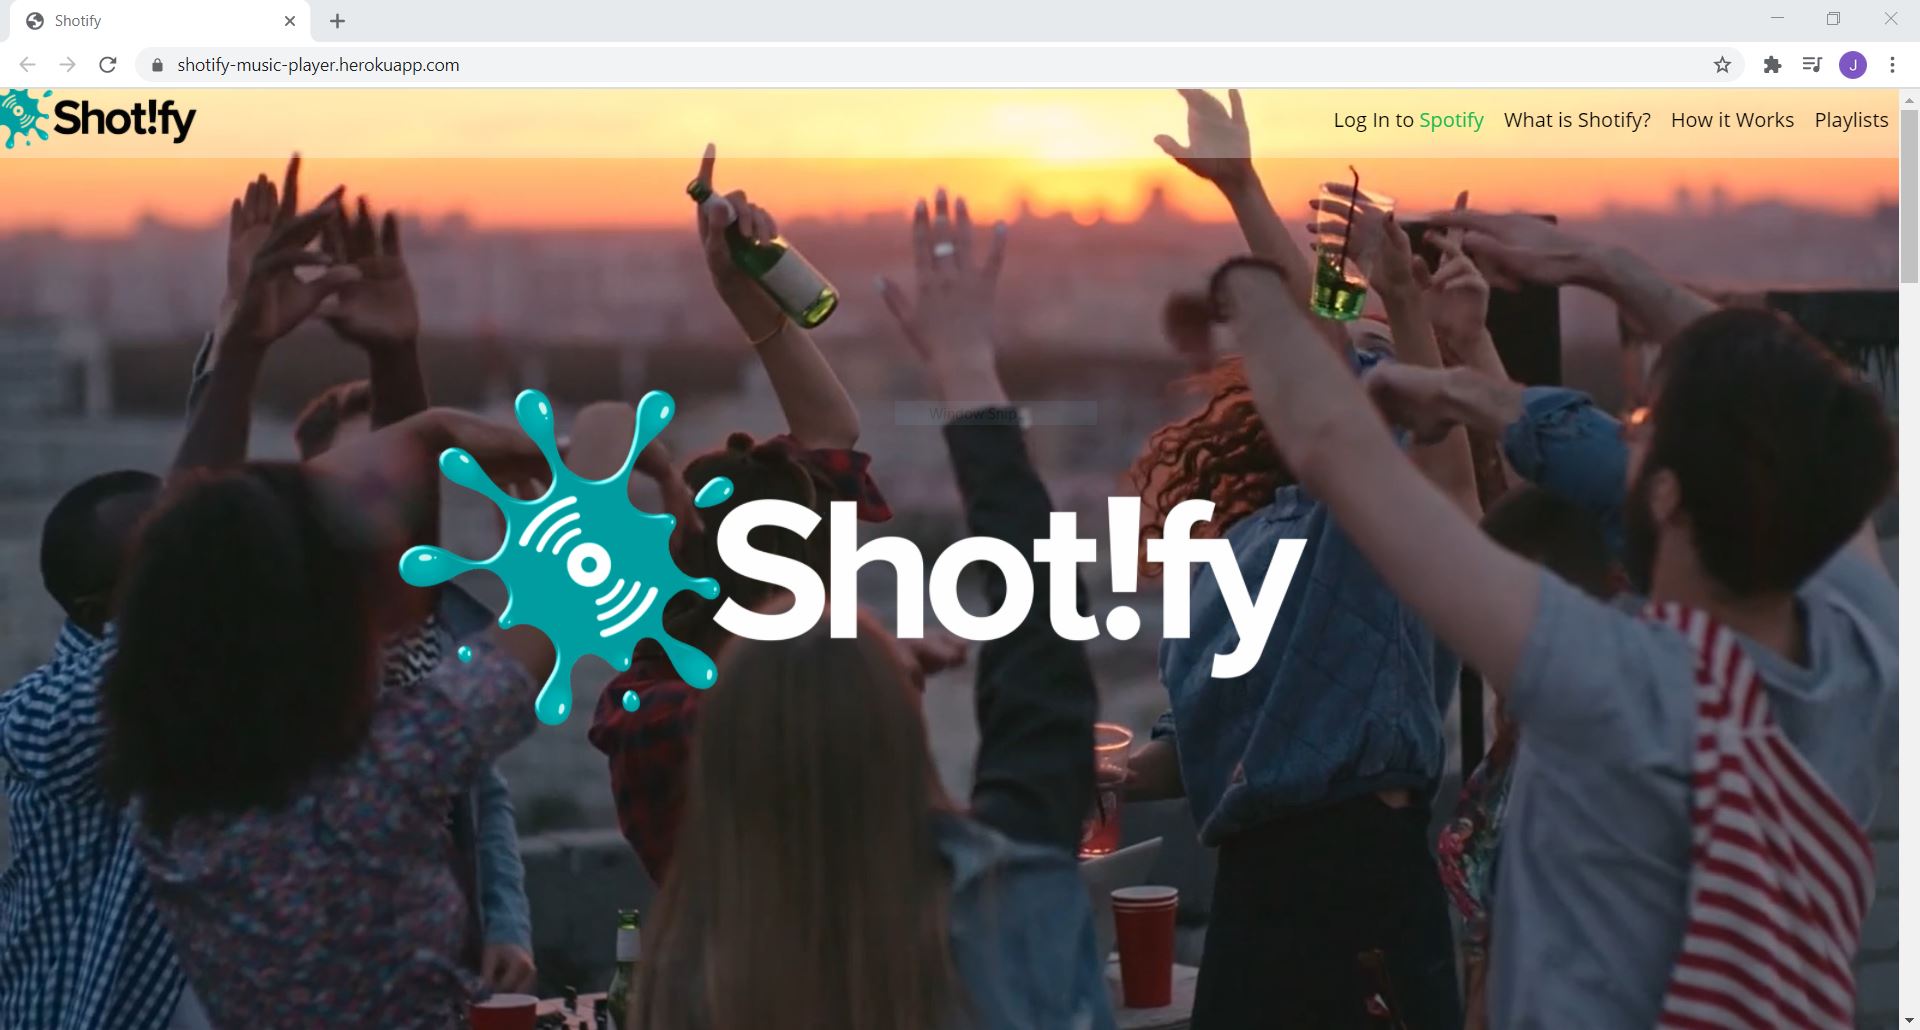 Shotify
shotify-music-player.herokuapp.com
J
Shot!fy
Log In to Spotify
What is Shotify?
How it Works
Playlists
Window Snip
Shot!fy